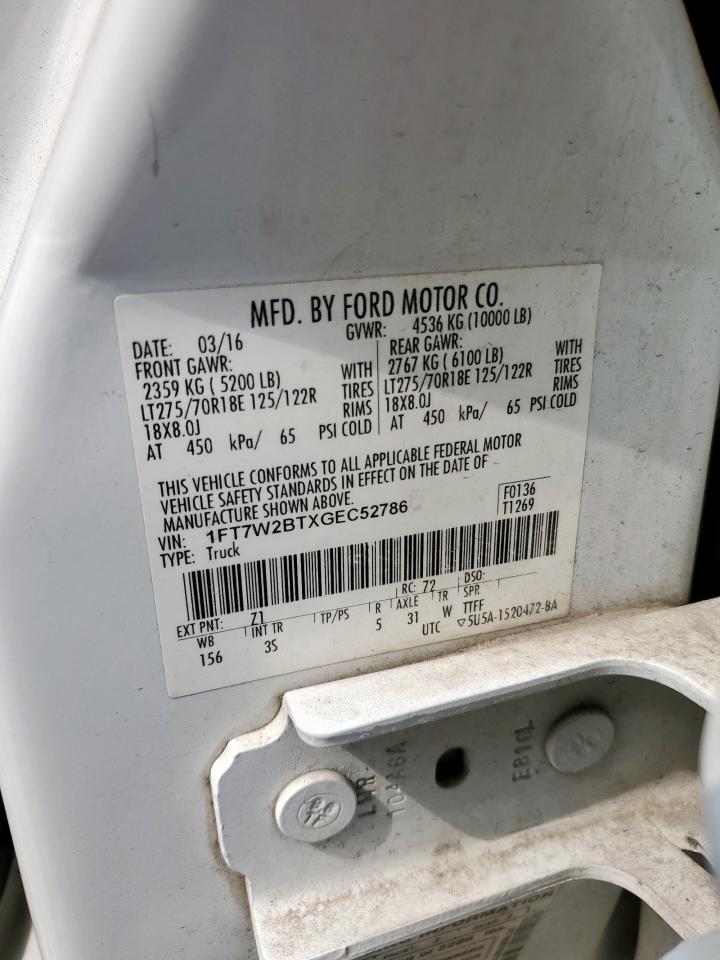 MFD. BY FORD MOTOR CO.
DATE: 03/16
GVWR: 4536 KG (10000 LB)
FRONT GAWR:
2359 KG ( 5200 LB) WITH
LT275/70R18E 125/122R TIRES
18X8.0J RIMS
AT 450 kPa/ 65 PSI COLD
REAR GAWR:
2767 KG ( 6100 LB) WITH
LT275/70R18E 125/122R TIRES
18X8.0J RIMS
AT 450 kPa/ 65 PSI COLD
THIS VEHICLE CONFORMS TO ALL APPLICABLE FEDERAL MOTOR
VEHICLE SAFETY STANDARDS IN EFFECT ON THE DATE OF
MANUFACTURE SHOWN ABOVE.
VIN: 1FT7W2BTXGEC52786
TYPE: Truck
F0136
T1269
EXT PNT: Z1 RC: 72 DSO:
WB INT TR TP/PS R AXLE TR SPR
156 3S 5 31 W TTFF
UTC ▽5U5A-1520472-BA
LWR
E816L
INFORMATION